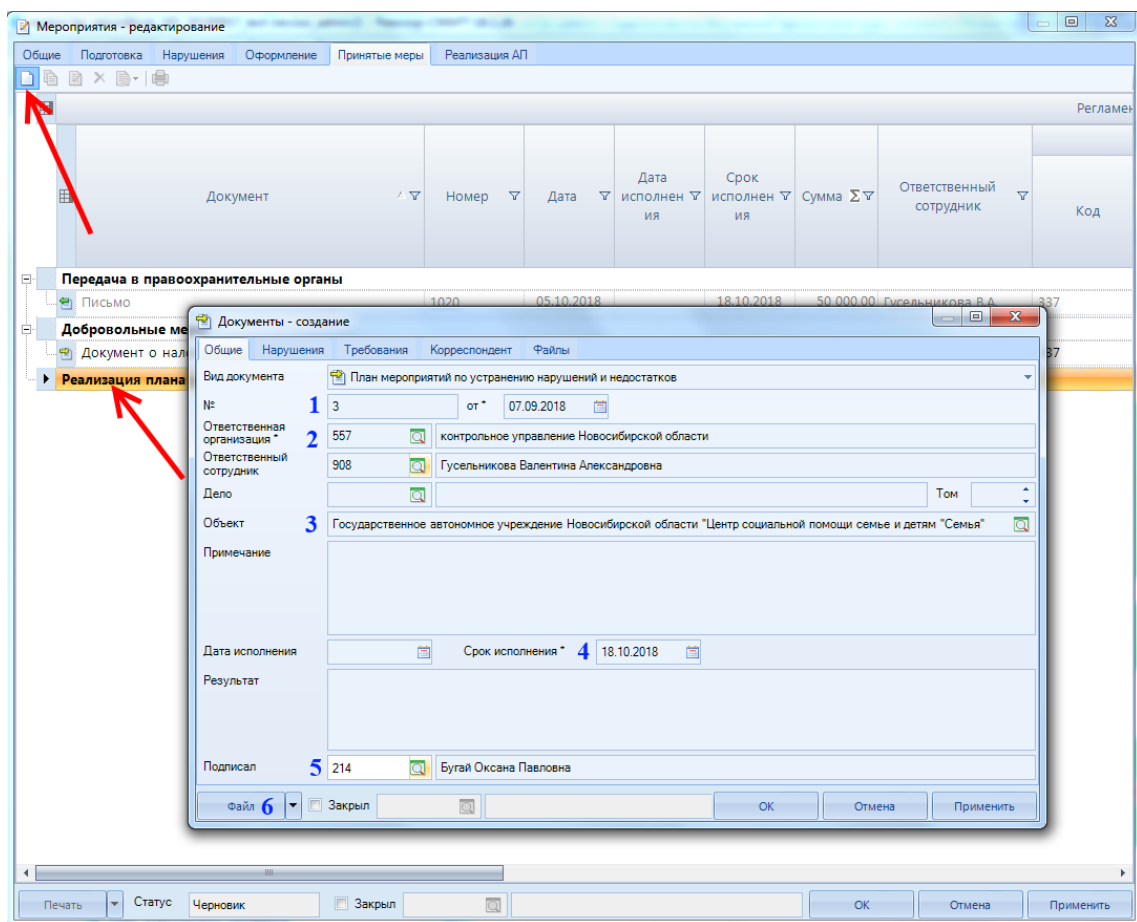 Мероприятия - редактирование
Общие Подготовка Нарушения Оформление Принятые меры Реализация АП
Регламен
Документ Номер Дата Дата исполнен ия Срок исполнен ия Сумма Σ Ответственный сотрудник Код
Передача в правоохранительные органы
Письмо 1020 05.10.2018 18.10.2018 50 000.00 Гусельникова В.А. 337
Добровольные ме
Документ о нал 37
Реализация плана
Документы - создание
Общие Нарушения Требования Корреспондент Файлы
Вид документа План мероприятий по устранению нарушений и недостатков
№ 1 3 от * 07.09.2018
Ответственная организация * 2 557 контрольное управление Новосибирской области
Ответственный сотрудник 908 Гусельникова Валентина Александровна
Дело Том
Объект 3 Государственное автономное учреждение Новосибирской области "Центр социальной помощи семье и детям "Семья"
Примечание
Дата исполнения Срок исполнения * 4 18.10.2018
Результат
Подписал 5 214 Бугай Оксана Павловна
Файл 6 Закрыл ОК Отмена Применить
Печать Статус Черновик Закрыл ОК Отмена Применить